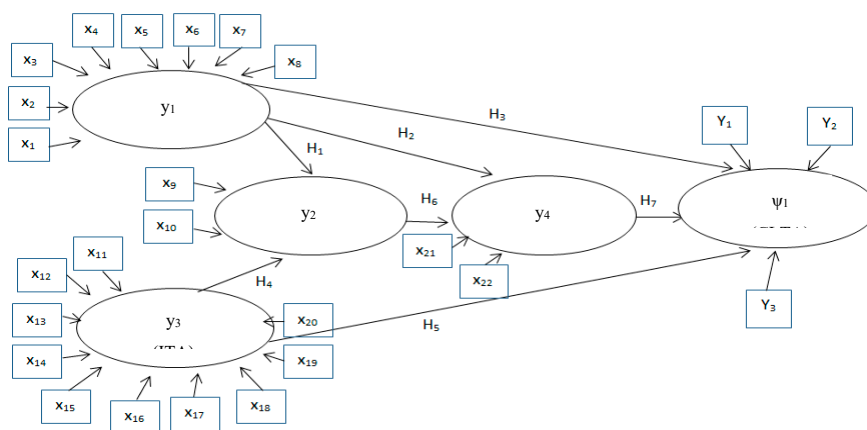 x₄
x₅
x₆
x₇
x₃
x₈
x₂
y₁
x₁
H₃
Y₁
Y₂
H₂
H₁
x₉
H₆
H₇
ψ₁
y₂
y₄
x₁₀
x₂₁
x₁₁
x₁₂
x₂₂
H₄
Y₃
x₁₃
y₃
x₂₀
H₅
x₁₄
x₁₉
x₁₅
x₁₆
x₁₇
x₁₈